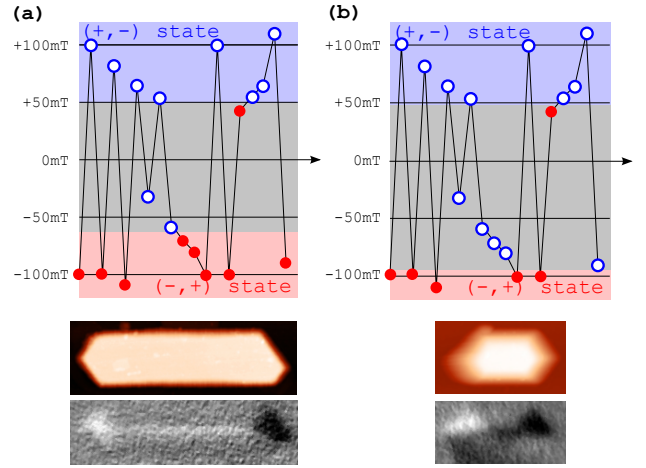 (a)
(b)
(+,-) state
+100mT
+50mT
0mT
-50mT
-100mT
(-,+) state
(+,-) state
+100mT
+50mT
0mT
-50mT
-100mT
(-,+) state